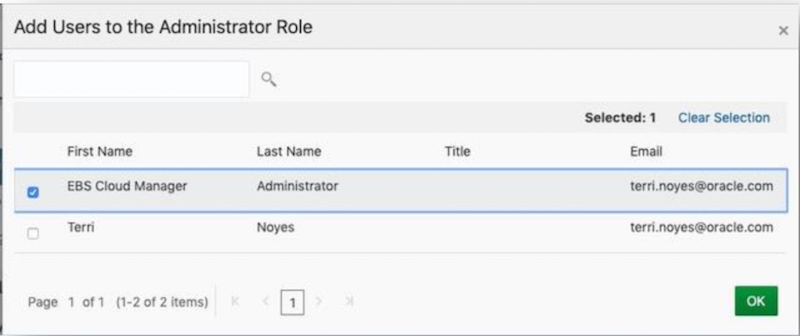 Add Users to the Administrator Role
Selected: 1 Clear Selection
First Name Last Name Title Email
EBS Cloud Manager Administrator terri.noyes@oracle.com
Terri Noyes terri.noyes@oracle.com
Page 1 of 1 (1-2 of 2 items) 1 OK